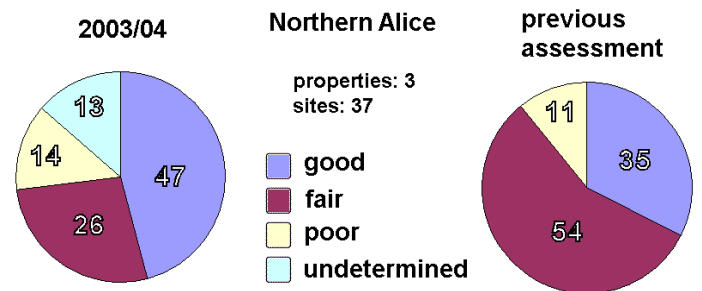 2003/04
Northern Alice
previous
assessment
properties: 3
sites: 37
13
14
47
26
good
fair
poor
undetermined
11
35
54